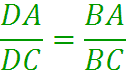 DA/DC = BA/BC